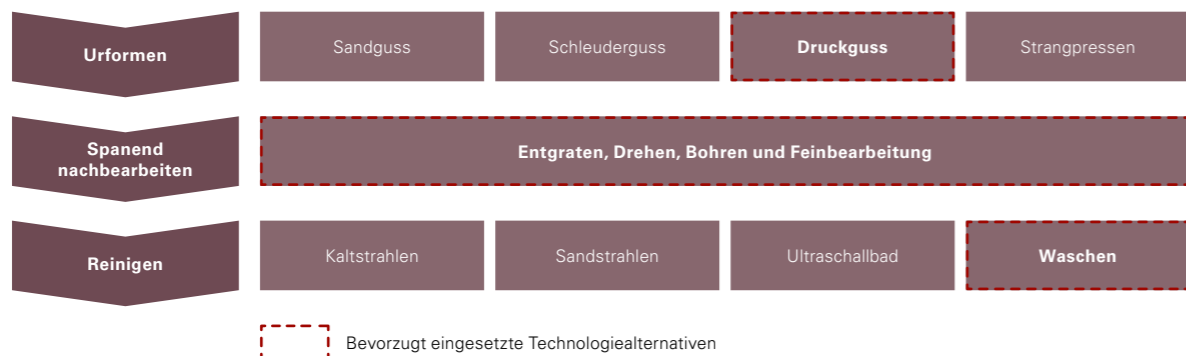 Urformen
Sandguss
Schleuderguss
Druckguss
Strangpressen
Spanend
nachbearbeiten
Entgraten, Drehen, Bohren und Feinbearbeitung
Reinigen
Kaltstrahlen
Sandstrahlen
Ultraschallbad
Waschen
Bevorzugt eingesetzte Technologiealternativen